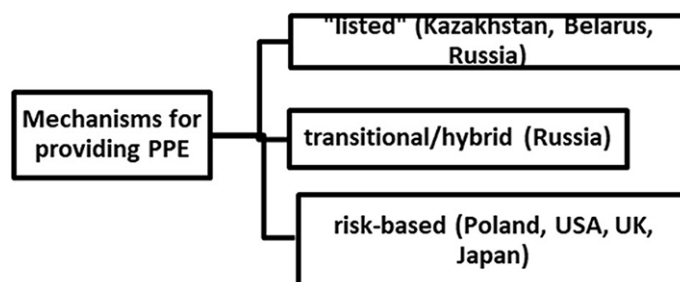 "listed" (Kazakhstan, Belarus,
Russia)
Mechanisms for
providing PPE
transitional/hybrid (Russia)
risk-based (Poland, USA, UK,
Japan)